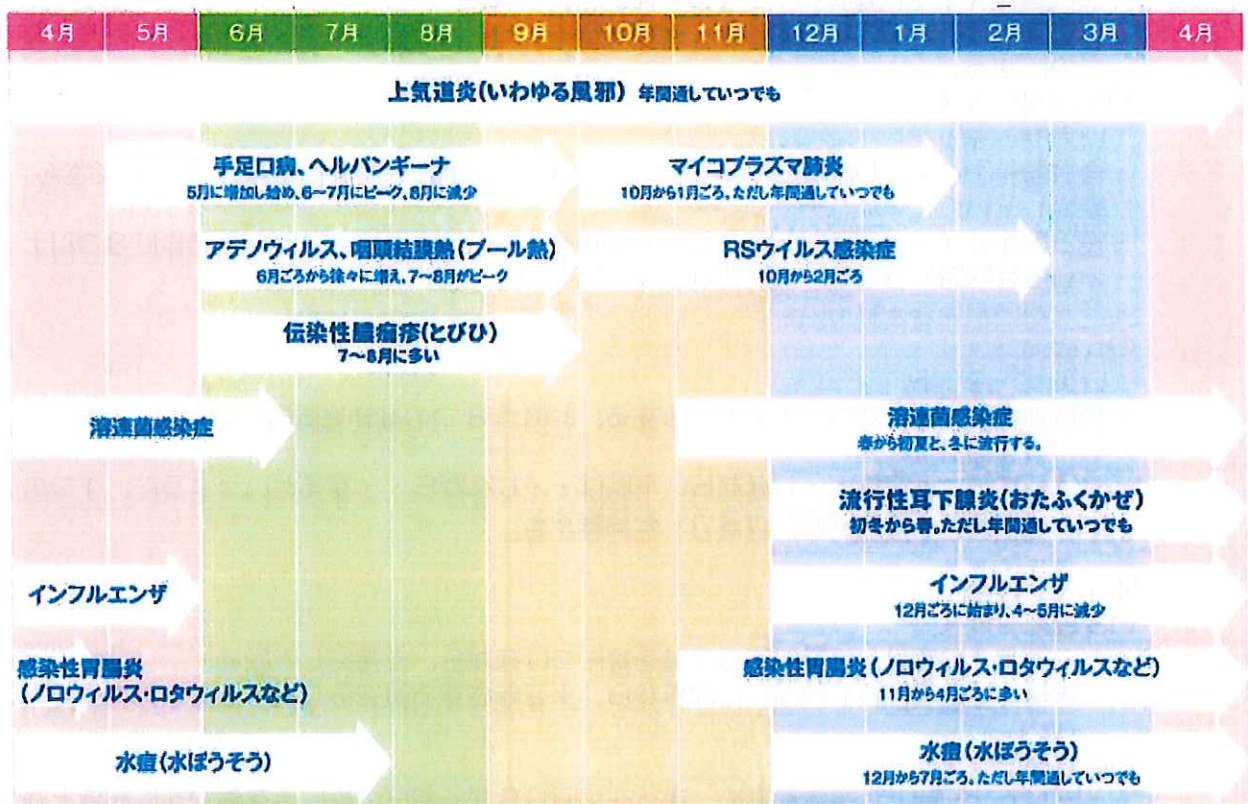 4月 5月 6月 7月 8月 9月 10月 11月 12月 1月 2月 3月 4月
上気道炎(いわゆる風邪) 年間通していつでも
手足口病、ヘルパンギーナ
5月に増加し始め、6〜7月にピーク、8月に減少
マイコプラズマ肺炎
10月から1月ごろ、ただし年間通していつでも
アデノウィルス、咽頭結膜熱(プール熱)
6月ごろから徐々に増え、7〜8月がピーク
RSウイルス感染症
10月から2月ごろ
伝染性膿痂疹(とびひ)
7〜8月に多い
溶連菌感染症
溶連菌感染症
春から初夏と、冬に流行する。
流行性耳下腺炎(おたふくかぜ)
初冬から春。ただし年間通していつでも
インフルエンザ
インフルエンザ
12月ごろに始まり、4〜5月に減少
感染性胃腸炎
(ノロウィルス・ロタウィルスなど)
感染性胃腸炎(ノロウィルス・ロタウィルスなど)
11月から4月ごろに多い
水痘(水ぼうそう)
水痘(水ぼうそう)
12月から7月ごろ、ただし年間通していつでも